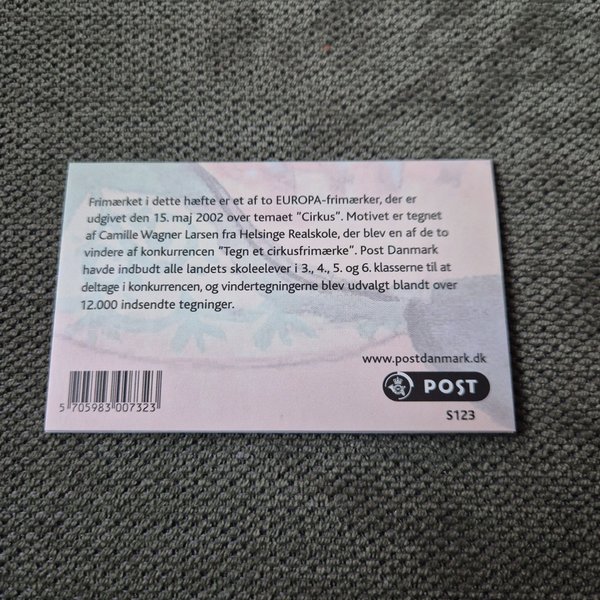 Frimærket i dette hæfte er et af to EUROPA-frimærker, der er
udgivet den 15. maj 2002 over temaet "Cirkus". Motivet er tegnet
af Camille Wagner Larsen fra Helsinge Realskole, der blev en af de to
vindere af konkurrencen "Tegn et cirkusfrimærke". Post Danmark
havde indbudt alle landets skoleelever i 3., 4., 5. og 6. klasserne til at
deltage i konkurrencen, og vindertegningerne blev udvalgt blandt over
12.000 indsendte tegninger.
www.postdanmark.dk
POST
S123
5 705983 007323